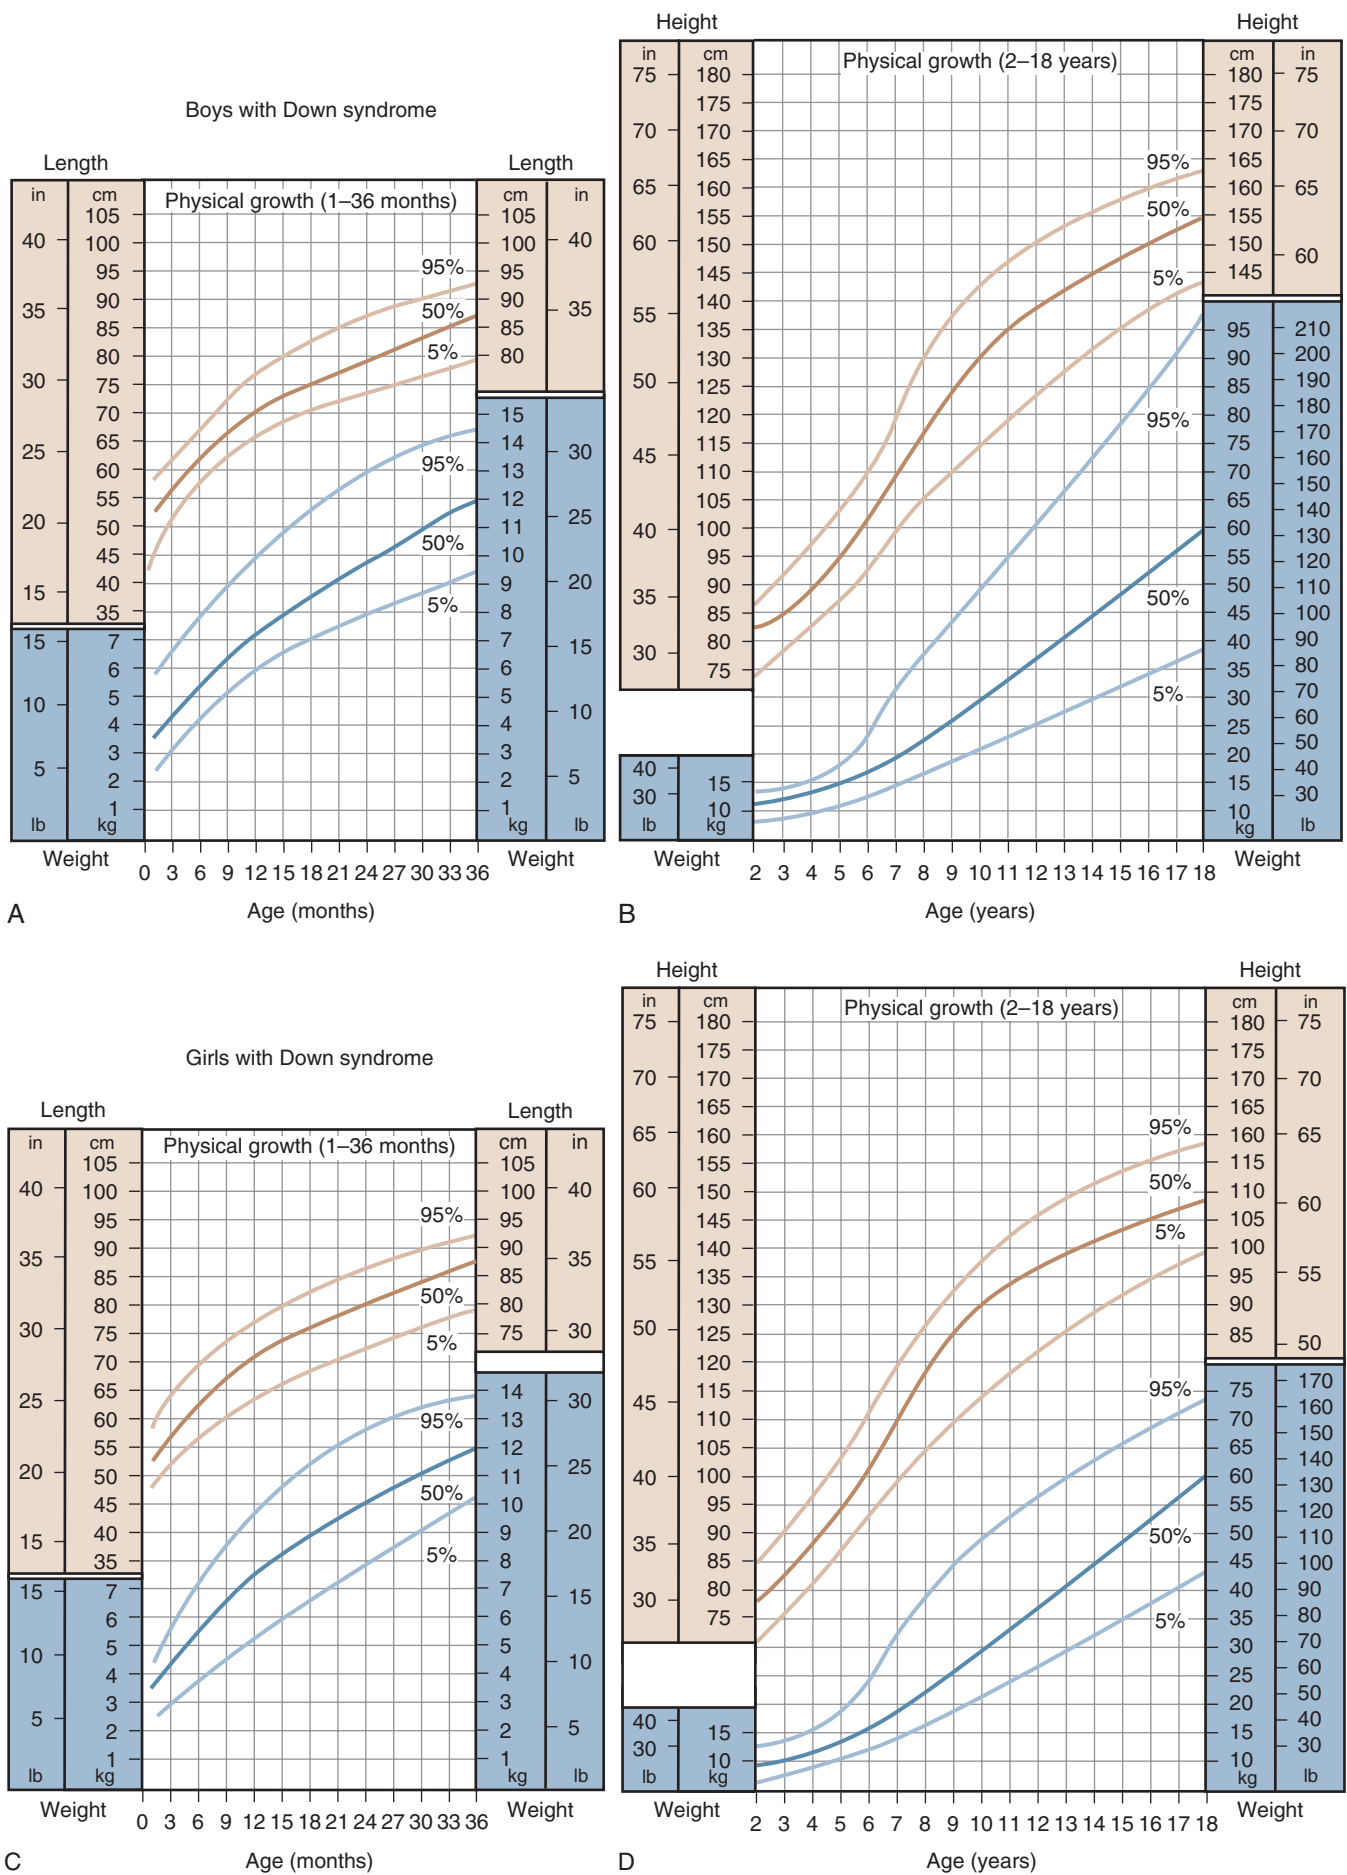 Boys with Down syndrome
Length Length
in cm Physical growth (1–36 months) cm in
105 105
40 100 100 40
95 95% 95
35 90 50% 90 35
85 85
80 5% 80
30 75
70 15
65 14
25 60 95% 13 30
55 12
20 50 11 25
45 50% 10
15 40 9 20
35 5% 8
15 7 7 15
6 6
10 5 5 10
4 4
3 3
5 2 2 5
1 1
lb kg kg lb
Weight Weight
0 3 6 9 12 15 18 21 24 27 30 33 36
A Age (months)
Height Height
in cm Physical growth (2–18 years) cm in
75 180 180 75
175 175
70 170 170 70
165 95% 165
65 160 160 65
155 50% 155
60 150 150 60
145 5% 145
140
55 135 95 210
130 90 200
50 125 85 190
120 95% 80 180
115 75 170
45 110 70 160
105 65 150
40 100 60 140
95 55 130
90 50 120
35 85 50% 45 110
80 40 100
30 75 35 90
5% 30 80
25 70
20 60
40 15 15 50
30 10 10 40
30
lb kg kg lb
Weight Weight
2 3 4 5 6 7 8 9 10 11 12 13 14 15 16 17 18
B Age (years)
Girls with Down syndrome
Length Length
in cm Physical growth (1–36 months) cm in
105 105
40 100 100 40
95 95% 95
35 90 90 35
85 85
80 50% 80
30 75 5% 75 30
70
25 65 14 30
60 95% 13
55 12
20 50 11 25
45 50% 10
15 40 9 20
35 5% 8
15 7 7 15
6 6
10 5 5 10
4 4
5 3 3
2 2 5
1 1
lb kg kg lb
Weight Weight
0 3 6 9 12 15 18 21 24 27 30 33 36
C Age (months)
Height Height
in cm Physical growth (2–18 years) cm in
75 180 180 75
175 175
70 170 170 70
165 165
65 160 95% 160 65
155 115
60 150 50% 110 60
145 5% 105
55 140 100
135 95 55
130 90
50 125 85 50
120 170
115 95% 75 160
45 110 70 150
105 65 140
40 100 60 130
95 55 120
90 50% 50 110
35 85 45 100
80 40 90
30 75 5% 35 80
30 70
25 60
20 50
40 15 15 40
30 10 10 30
lb kg kg lb
Weight Weight
2 3 4 5 6 7 8 9 10 11 12 13 14 15 16 17 18
D Age (years)